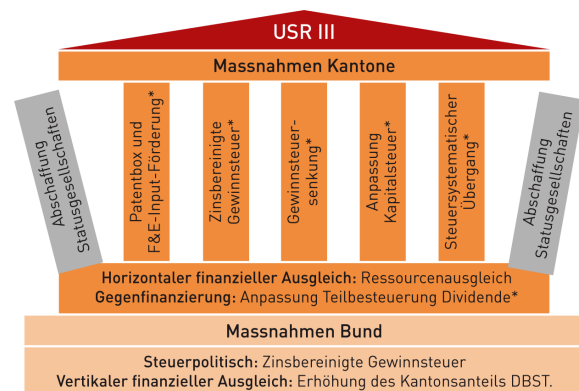 USR III
Massnahmen Kantone
Abschaffung
Statusgesellschaften
Patentbox und
F&E-Input-Förderung*
Zinsbereinigte
Gewinnsteuer*
Gewinnsteuer-
senkung*
Anpassung
Kapitalsteuer*
Steuersystematischer
Übergang*
Abschaffung
Statusgesellschaften
Horizontaler finanzieller Ausgleich: Ressourcenausgleich
Gegenfinanzierung: Anpassung Teilbesteuerung Dividende*
Massnahmen Bund
Steuerpolitisch: Zinsbereinigte Gewinnsteuer
Vertikaler finanzieller Ausgleich: Erhöhung des Kantonsanteils DBST.